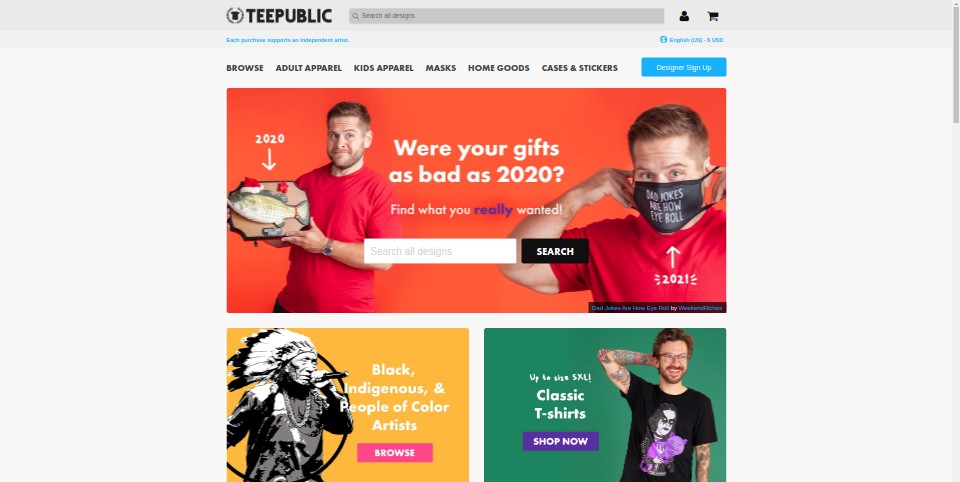 TEEPUBLIC
Search all designs
Each purchase supports an independent artist.
English (US) - $ USD
BROWSE ADULT APPAREL KIDS APPAREL MASKS HOME GOODS CASES & STICKERS
Designer Sign Up
2020
Were your gifts
as bad as 2020?
Find what you really wanted!
Search all designs
SEARCH
DAD JOKES
ARE HOW
EYE ROLL
2021!
Dad Jokes Are How Eye Roll by WeekendRiches
Black,
Indigenous, &
People of Color
Artists
BROWSE
Up to size 5XL!
Classic
T-shirts
SHOP NOW